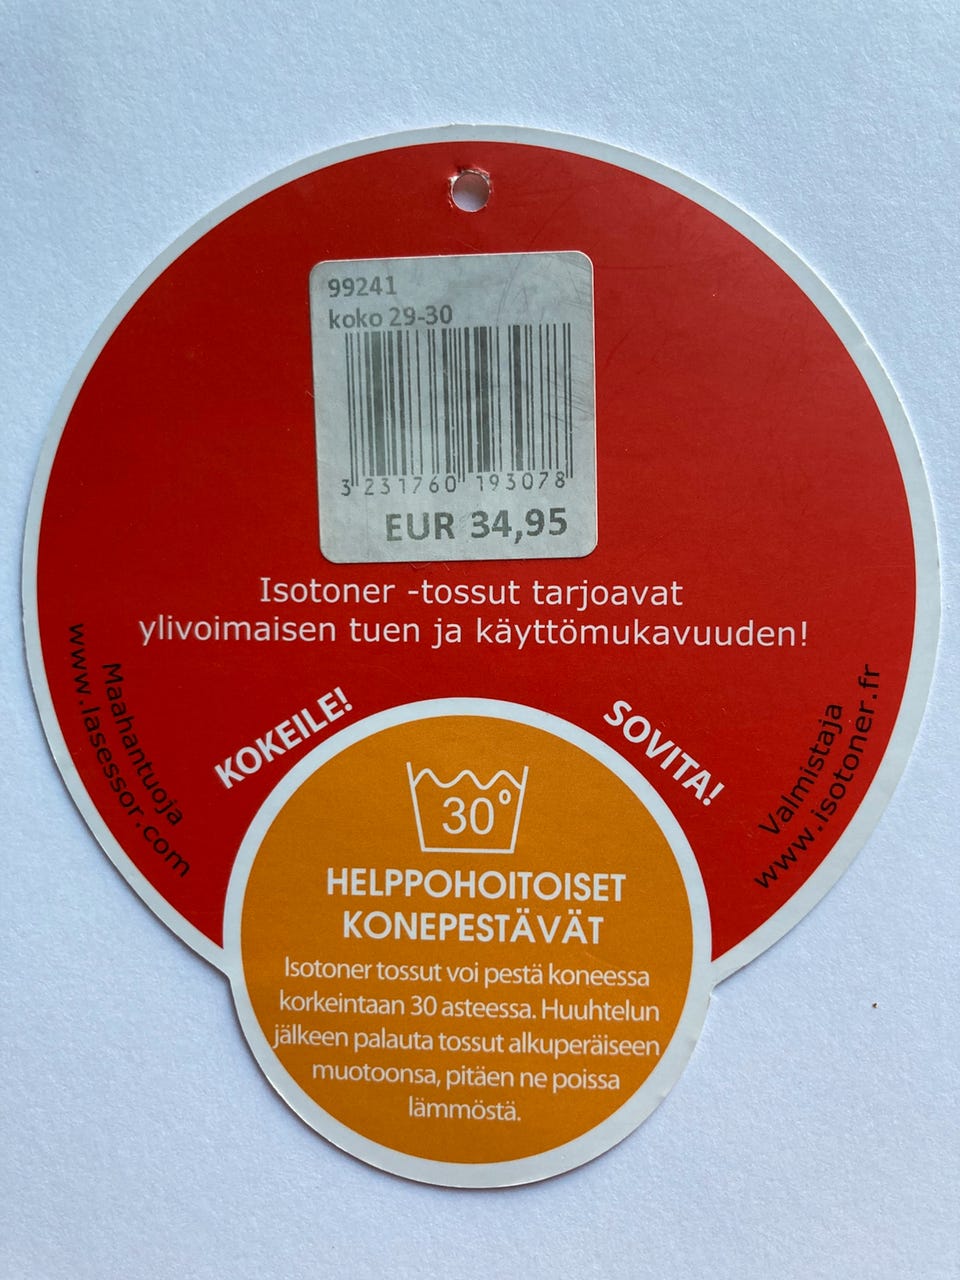 99241
koko 29-30
3 231760 193078
EUR 34,95
Isotoner -tossut tarjoavat
ylivoimaisen tuen ja käyttömukavuuden!
KOKEILE!
SOVITA!
Maahantuoja
www.lasessor.com
Valmistaja
www.isotoner.fr
30°
HELPPOHOITOISET
KONEPESTÄVÄT
Isotoner tossut voi pestä koneessa
korkeintaan 30 asteessa. Huuhtelun
jälkeen palauta tossut alkuperäiseen
muotoonsa, pitäen ne poissa
lämmöstä.